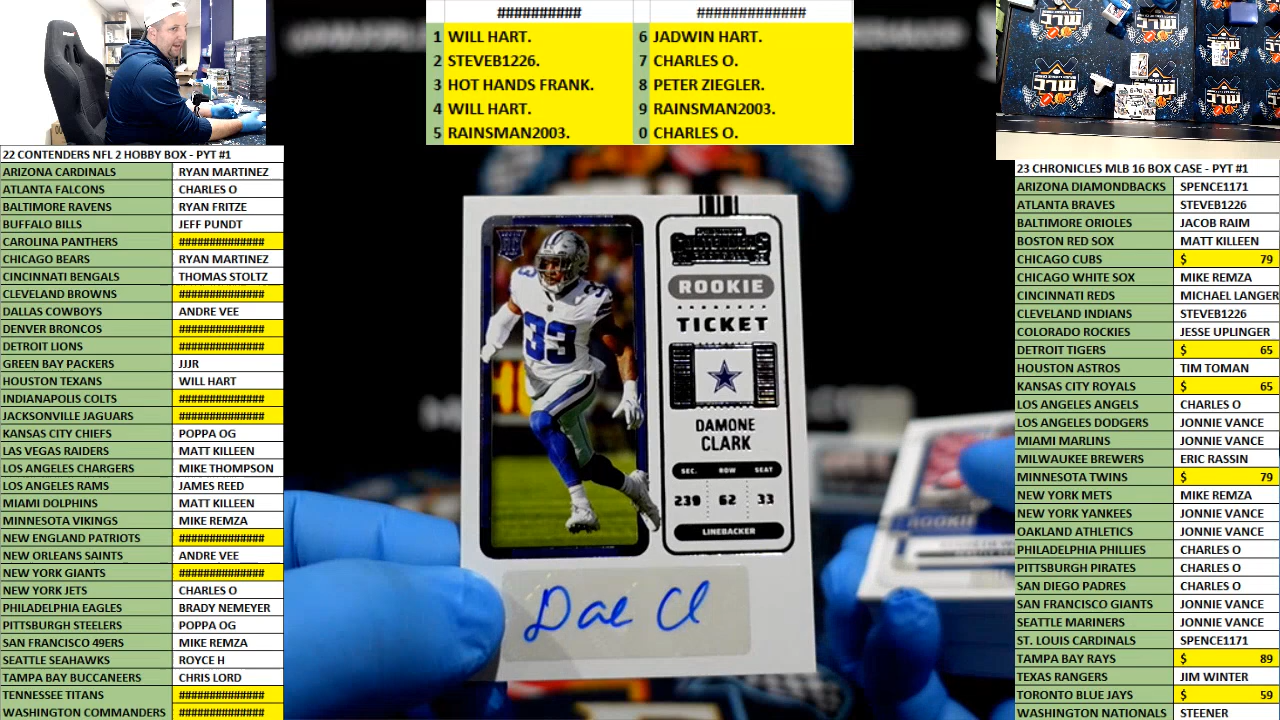 ##########
#############
1 WILL HART.
6 JADWIN HART.
2 STEVEB1226.
7 CHARLES O.
3 HOT HANDS FRANK.
8 PETER ZIEGLER.
4 WILL HART.
9 RAINSMAN2003.
5 RAINSMAN2003.
0 CHARLES O.
22 CONTENDERS NFL 2 HOBBY BOX - PYT #1
ARIZONA CARDINALS RYAN MARTINEZ
ATLANTA FALCONS CHARLES O
BALTIMORE RAVENS RYAN FRITZE
BUFFALO BILLS JEFF PUNDT
CAROLINA PANTHERS ##############
CHICAGO BEARS RYAN MARTINEZ
CINCINNATI BENGALS THOMAS STOLTZ
CLEVELAND BROWNS ##############
DALLAS COWBOYS ANDRE VEE
DENVER BRONCOS ##############
DETROIT LIONS ##############
GREEN BAY PACKERS JJJR
HOUSTON TEXANS WILL HART
INDIANAPOLIS COLTS ##############
JACKSONVILLE JAGUARS ##############
KANSAS CITY CHIEFS POPPA OG
LAS VEGAS RAIDERS MATT KILLEEN
LOS ANGELES CHARGERS MIKE THOMPSON
LOS ANGELES RAMS JAMES REED
MIAMI DOLPHINS MATT KILLEEN
MINNESOTA VIKINGS MIKE REMZA
NEW ENGLAND PATRIOTS ##############
NEW ORLEANS SAINTS ANDRE VEE
NEW YORK GIANTS ##############
NEW YORK JETS CHARLES O
PHILADELPHIA EAGLES BRADY NEMEYER
PITTSBURGH STEELERS POPPA OG
SAN FRANCISCO 49ERS MIKE REMZA
SEATTLE SEAHAWKS ROYCE H
TAMPA BAY BUCCANEERS CHRIS LORD
TENNESSEE TITANS ##############
WASHINGTON COMMANDERS ##############
CONTENDERS
ROOKIE
TICKET
DAMONE
CLARK
SEC. ROW SEAT
239 62 33
LINEBACKER
33
ROOKIE
23 CHRONICLES MLB 16 BOX CASE - PYT #1
ARIZONA DIAMONDBACKS SPENCE1171
ATLANTA BRAVES STEVEB1226
BALTIMORE ORIOLES JACOB RAIM
BOSTON RED SOX MATT KILLEEN
CHICAGO CUBS $ 79
CHICAGO WHITE SOX MIKE REMZA
CINCINNATI REDS MICHAEL LANGER
CLEVELAND INDIANS STEVEB1226
COLORADO ROCKIES JESSE UPLINGER
DETROIT TIGERS $ 65
HOUSTON ASTROS TIM TOMAN
KANSAS CITY ROYALS $ 65
LOS ANGELES ANGELS CHARLES O
LOS ANGELES DODGERS JONNIE VANCE
MIAMI MARLINS JONNIE VANCE
MILWAUKEE BREWERS ERIC RASSIN
MINNESOTA TWINS $ 79
NEW YORK METS MIKE REMZA
NEW YORK YANKEES JONNIE VANCE
OAKLAND ATHLETICS JONNIE VANCE
PHILADELPHIA PHILLIES CHARLES O
PITTSBURGH PIRATES CHARLES O
SAN DIEGO PADRES CHARLES O
SAN FRANCISCO GIANTS JONNIE VANCE
SEATTLE MARINERS JONNIE VANCE
ST. LOUIS CARDINALS SPENCE1171
TAMPA BAY RAYS $ 89
TEXAS RANGERS JIM WINTER
TORONTO BLUE JAYS $ 59
WASHINGTON NATIONALS STEENER